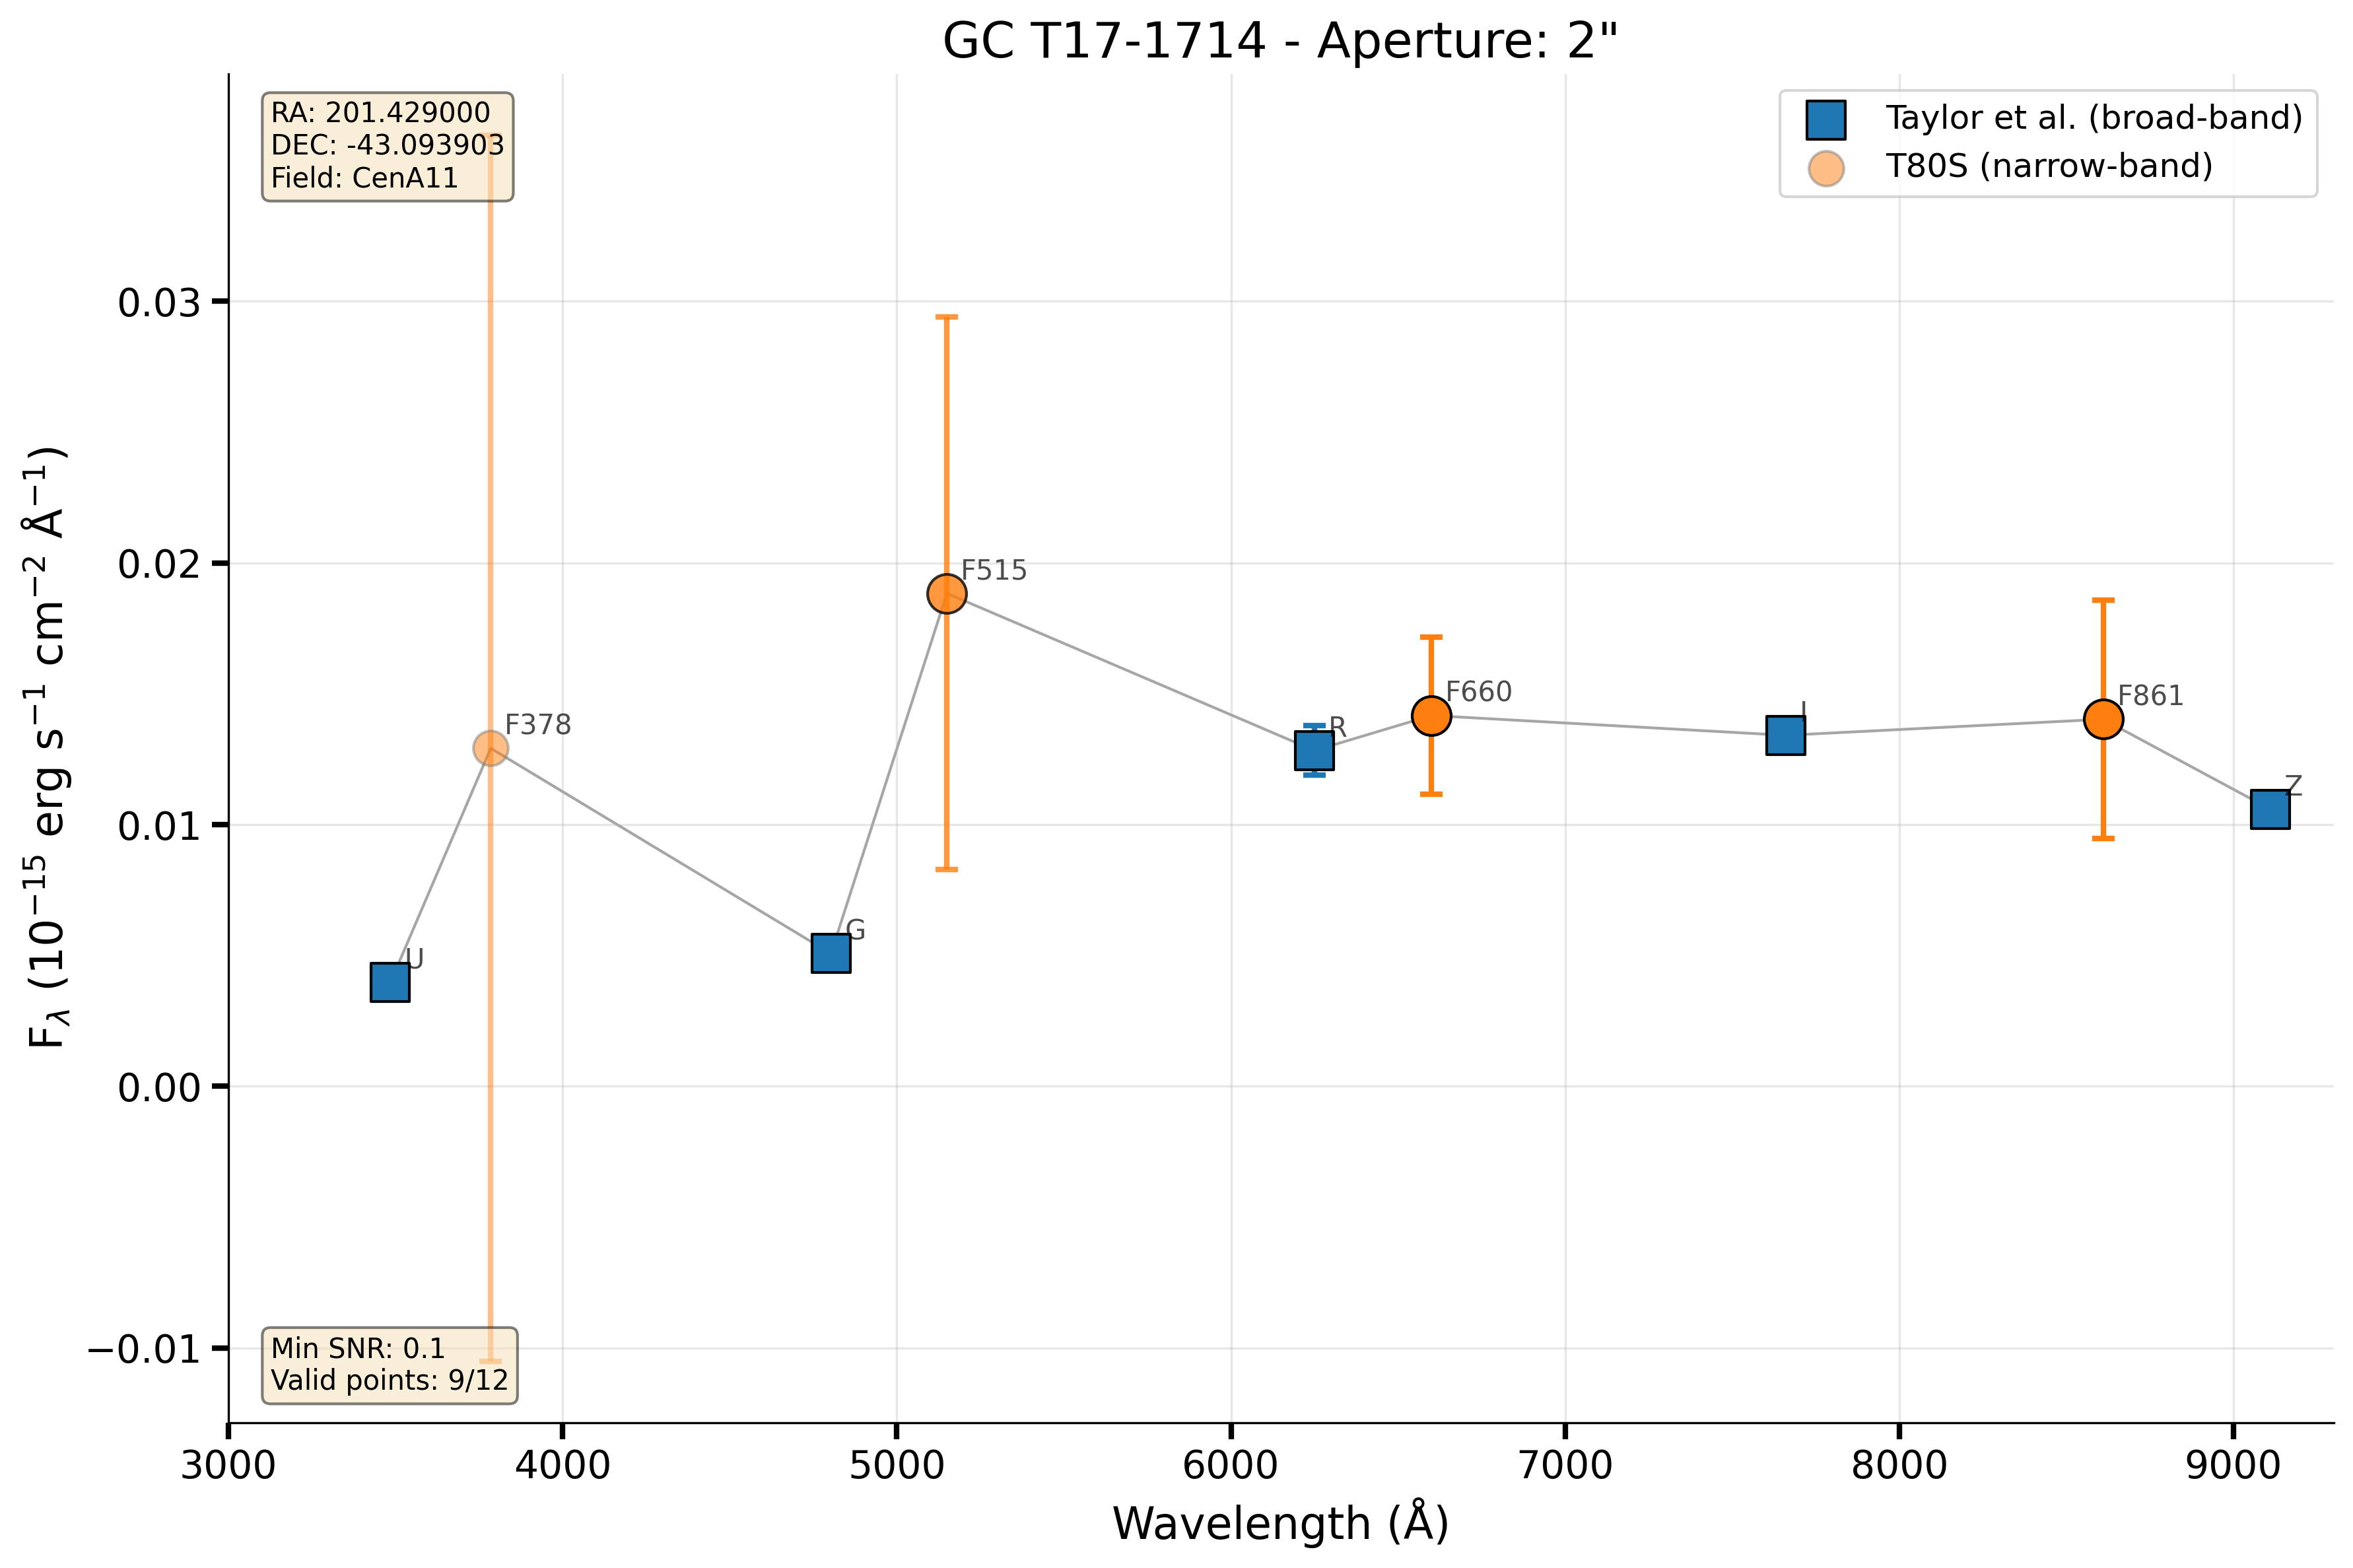 GC T17-1714 - Aperture: 2"
RA: 201.429000
DEC: -43.093903
Field: CenA11
Taylor et al. (broad-band)
T80S (narrow-band)
0.03
0.02
0.01
0.00
−0.01
F_λ (10⁻¹⁵ erg s⁻¹ cm⁻² Å⁻¹)
U
F378
G
F515
R
F660
I
F861
Z
Min SNR: 0.1
Valid points: 9/12
3000 4000 5000 6000 7000 8000 9000
Wavelength (Å)